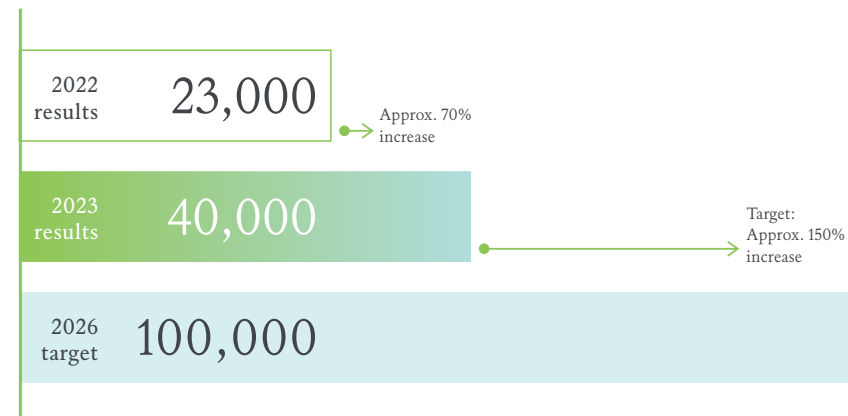 2022
results
23,000
Approx. 70%
increase
2023
results
40,000
Target:
Approx. 150%
increase
2026
target
100,000